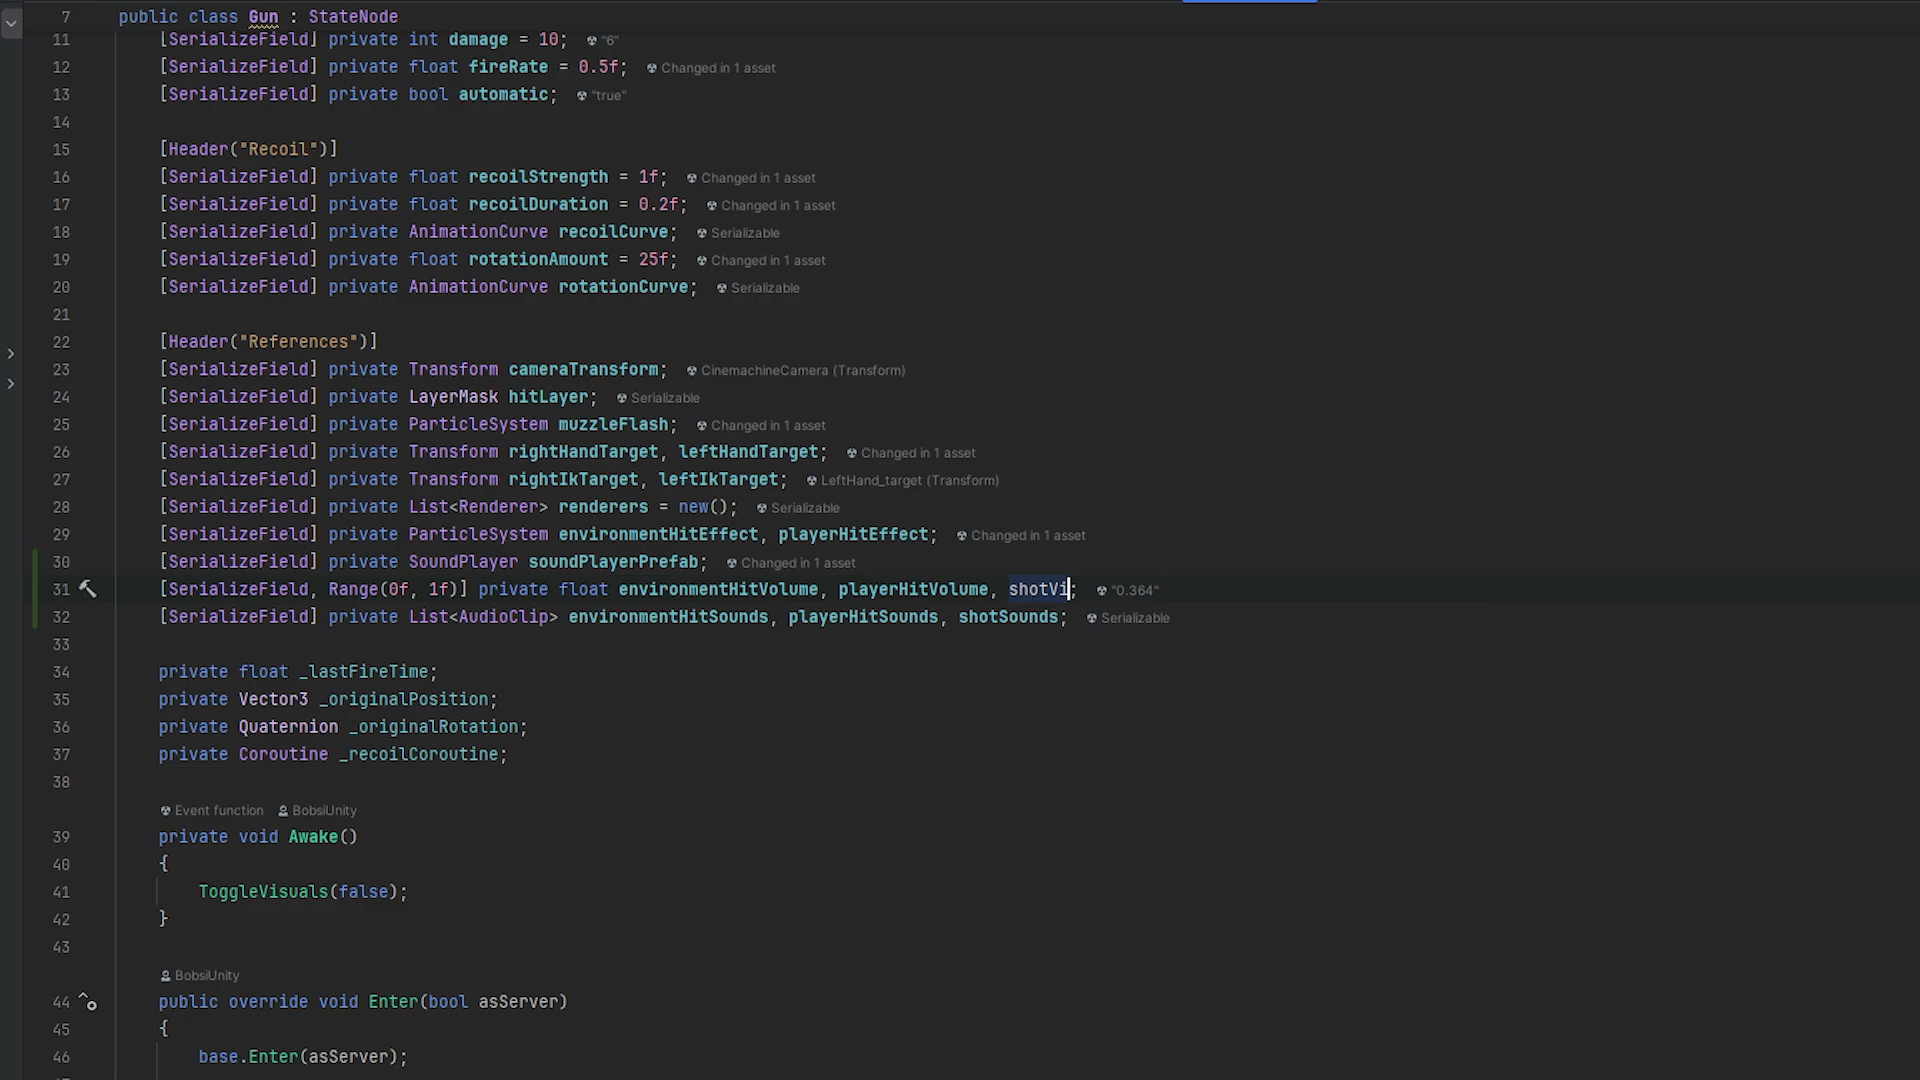 7 public class Gun : StateNode
11 [SerializeField] private int damage = 10; "6"
12 [SerializeField] private float fireRate = 0.5f; Changed in 1 asset
13 [SerializeField] private bool automatic; "true"
14
15 [Header("Recoil")]
16 [SerializeField] private float recoilStrength = 1f; Changed in 1 asset
17 [SerializeField] private float recoilDuration = 0.2f; Changed in 1 asset
18 [SerializeField] private AnimationCurve recoilCurve; Serializable
19 [SerializeField] private float rotationAmount = 25f; Changed in 1 asset
20 [SerializeField] private AnimationCurve rotationCurve; Serializable
21
22 [Header("References")]
23 [SerializeField] private Transform cameraTransform; CinemachineCamera (Transform)
24 [SerializeField] private LayerMask hitLayer; Serializable
25 [SerializeField] private ParticleSystem muzzleFlash; Changed in 1 asset
26 [SerializeField] private Transform rightHandTarget, leftHandTarget; Changed in 1 asset
27 [SerializeField] private Transform rightIkTarget, leftIkTarget; LeftHand_target (Transform)
28 [SerializeField] private List<Renderer> renderers = new(); Serializable
29 [SerializeField] private ParticleSystem environmentHitEffect, playerHitEffect; Changed in 1 asset
30 [SerializeField] private SoundPlayer soundPlayerPrefab; Changed in 1 asset
31 [SerializeField, Range(0f, 1f)] private float environmentHitVolume, playerHitVolume, shotVi; "0.364"
32 [SerializeField] private List<AudioClip> environmentHitSounds, playerHitSounds, shotSounds; Serializable
33
34 private float _lastFireTime;
35 private Vector3 _originalPosition;
36 private Quaternion _originalRotation;
37 private Coroutine _recoilCoroutine;
38
Event function BobsiUnity
39 private void Awake()
40 {
41 ToggleVisuals(false);
42 }
43
BobsiUnity
44 public override void Enter(bool asServer)
45 {
46 base.Enter(asServer);